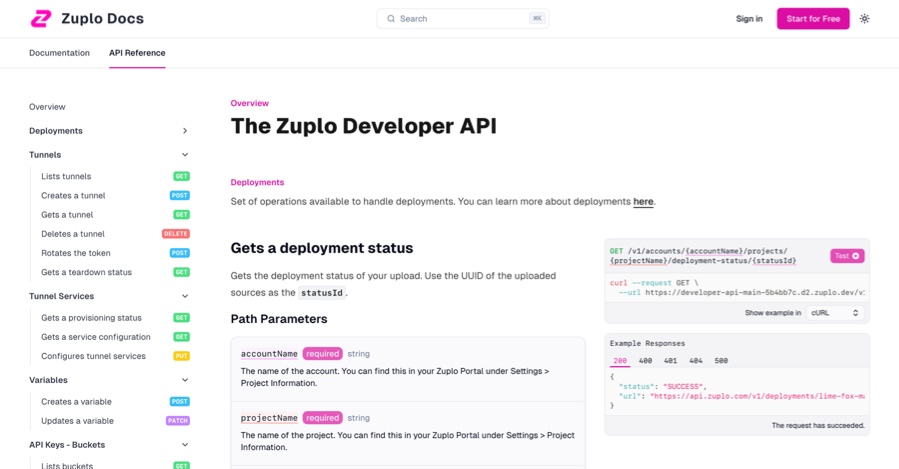 Zuplo Docs
Search
⌘K
Sign in
Start for Free
Documentation
API Reference
Overview
Deployments
Tunnels
Lists tunnels GET
Creates a tunnel POST
Gets a tunnel GET
Deletes a tunnel DELETE
Rotates the token POST
Gets a teardown status GET
Tunnel Services
Gets a provisioning status GET
Gets a service configuration GET
Configures tunnel services PUT
Variables
Creates a variable POST
Updates a variable PATCH
API Keys - Buckets
Lists buckets GET
Overview
The Zuplo Developer API
Deployments
Set of operations available to handle deployments. You can learn more about deployments here.
Gets a deployment status
Gets the deployment status of your upload. Use the UUID of the uploaded
sources as the statusId.
Path Parameters
accountName required string
The name of the account. You can find this in your Zuplo Portal under Settings >
Project Information.
projectName required string
The name of the project. You can find this in your Zuplo Portal under Settings > Project
Information.
GET /v1/accounts/{accountName}/projects/
{projectName}/deployment-status/{statusId}
Test
curl --request GET \
--url https://developer-api-main-5b4bb7c.d2.zuplo.dev/v1
Show example in cURL
Example Responses
200 400 401 404 500
{
"status": "SUCCESS",
"url": "https://api.zuplo.com/v1/deployments/lime-fox-ma
}
The request has succeeded.